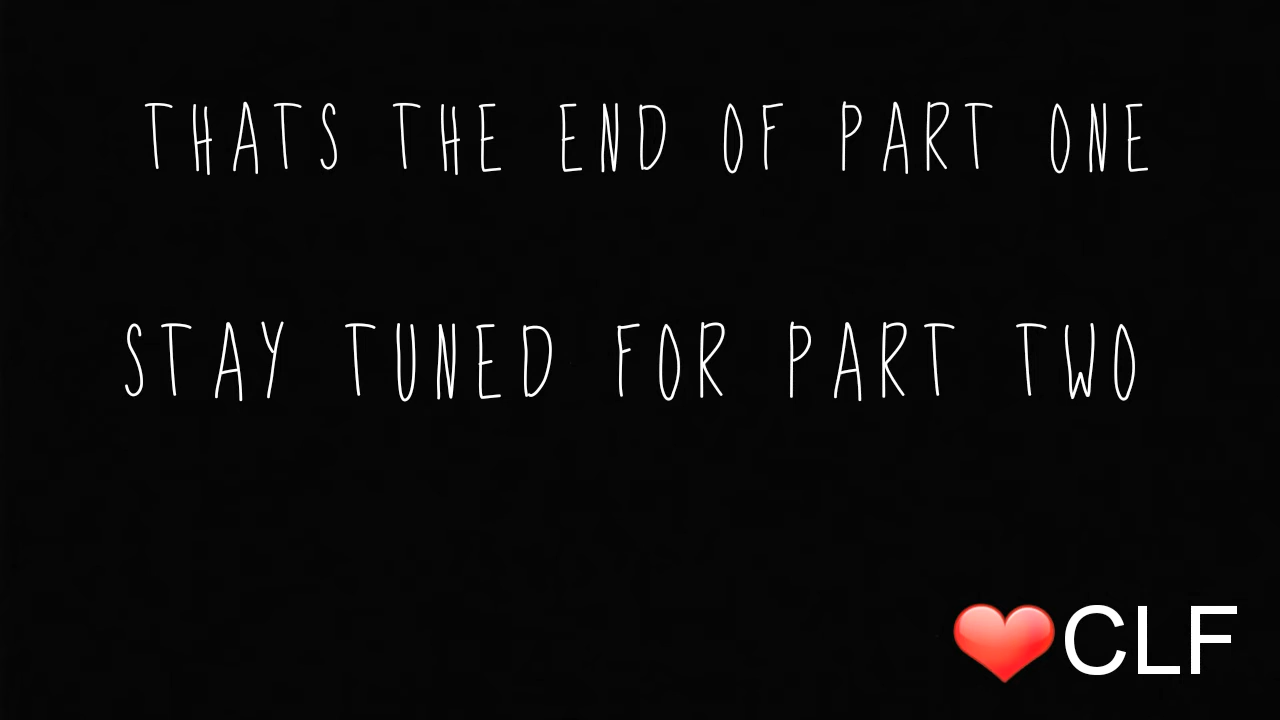 THATS THE END OF PART ONE
STAY TUNED FOR PART TWO
❤️CLF